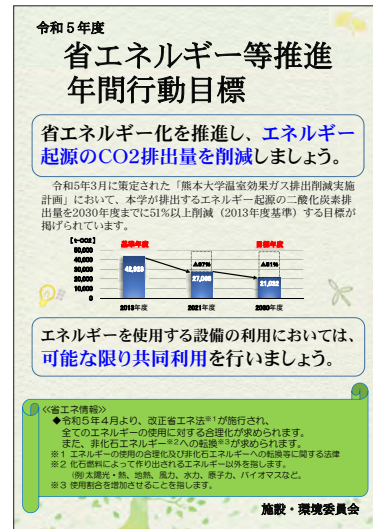 令和５年度
省エネルギー等推進
年間行動目標
省エネルギー化を推進し、エネルギー
起源のCO2排出量を削減しましょう。
令和5年3月に策定された「熊本大学温室効果ガス排出削減実施
計画」において、本学が排出するエネルギー起源の二酸化炭素排
出量を2030年度までに51%以上削減（2013年度基準）する目標が
掲げられています。
[t-CO2]
基準年度 目標年度
50,000
40,000
30,000
20,000
10,000
0
▲37% ▲51%
2013年度 2021年度 2030年度
エネルギーを使用する設備の利用においては、
可能な限り共同利用を行いましょう。
≪省エネ情報≫
◆令和５年４月より、改正省エネ法※1が施行され、
全てのエネルギーの使用に対する合理化が求められます。
また、非化石エネルギー※2への転換※3が求められます。
※１ エネルギーの使用の合理化及び非化石エネルギーへの転換等に関する法律
※２ 化石燃料によって作り出されるエネルギー以外を指します。
(例)太陽光・熱、地熱、風力、水力、原子力、バイオマスなど。
※３ 使用割合を増加させることを指します。
施設・環境委員会